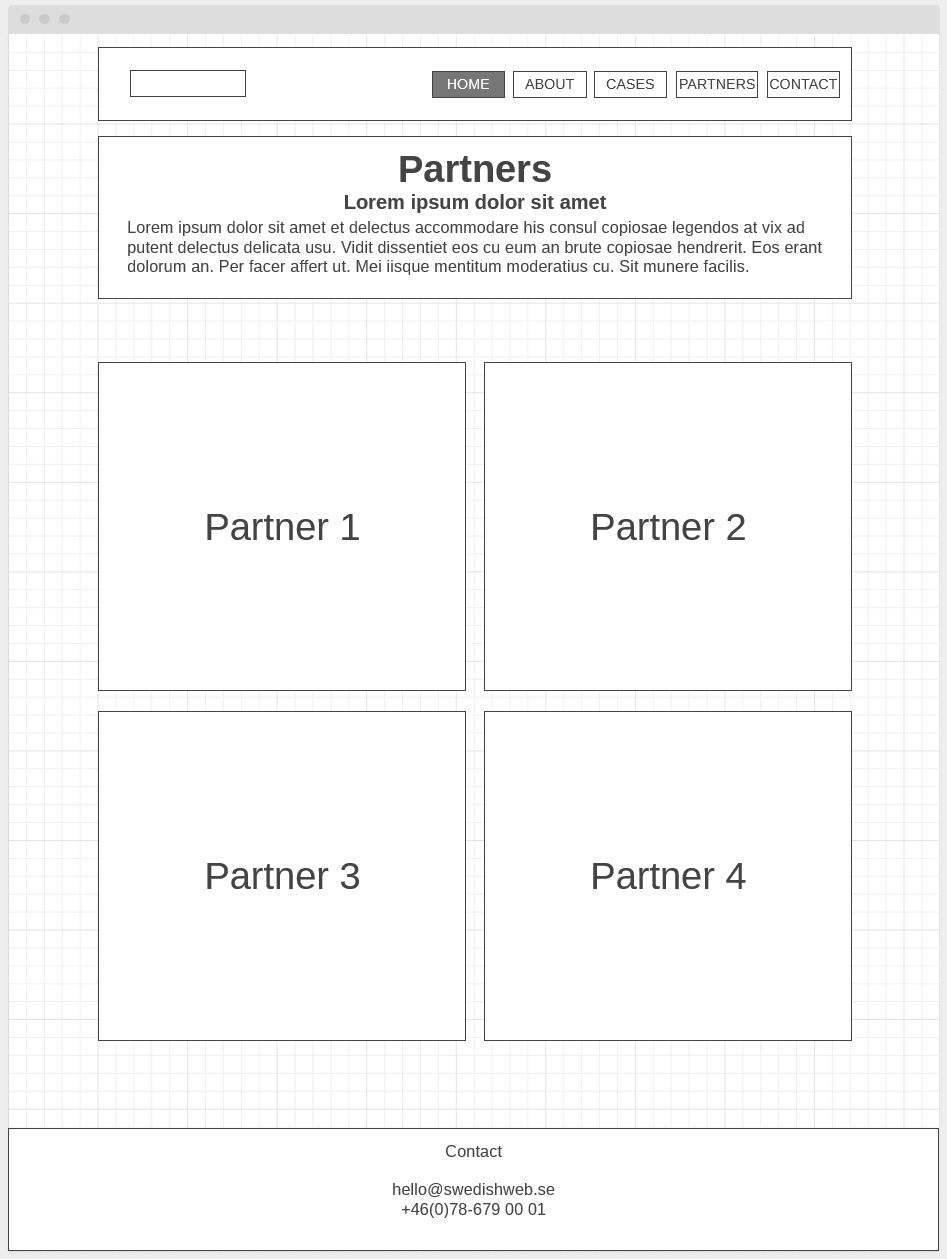 HOME ABOUT CASES PARTNERS CONTACT
Partners
Lorem ipsum dolor sit amet
Lorem ipsum dolor sit amet et delectus accommodare his consul copiosae legendos at vix ad
putent delectus delicata usu. Vidit dissentiet eos cu eum an brute copiosae hendrerit. Eos erant
dolorum an. Per facer affert ut. Mei iisque mentitum moderatius cu. Sit munere facilis.
Partner 1
Partner 2
Partner 3
Partner 4
Contact
hello@swedishweb.se
+46(0)78-679 00 01